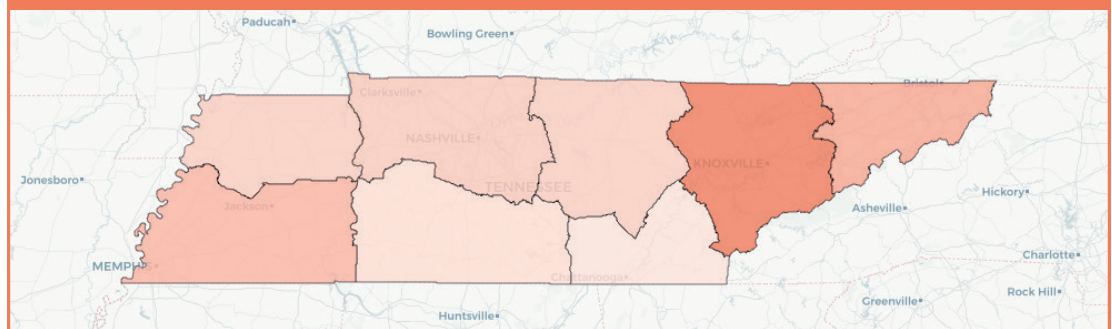 Paducah
Bowling Green
Clarksville
Bristol
NASHVILLE
KNOXVILLE
Jonesboro
TENNESSEE
Hickory
Jackson
Asheville
Charlotte
MEMPHIS
Chattanooga
Rock Hill
Greenville
Huntsville